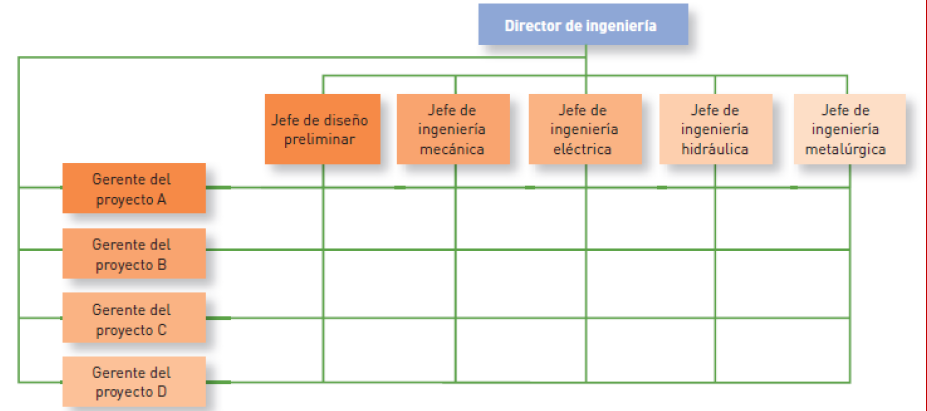 Director de ingeniería
Jefe de diseño
preliminar
Jefe de
ingeniería
mecánica
Jefe de
ingeniería
eléctrica
Jefe de
ingeniería
hidráulica
Jefe de
ingeniería
metalúrgica
Gerente del
proyecto A
Gerente del
proyecto B
Gerente del
proyecto C
Gerente del
proyecto D